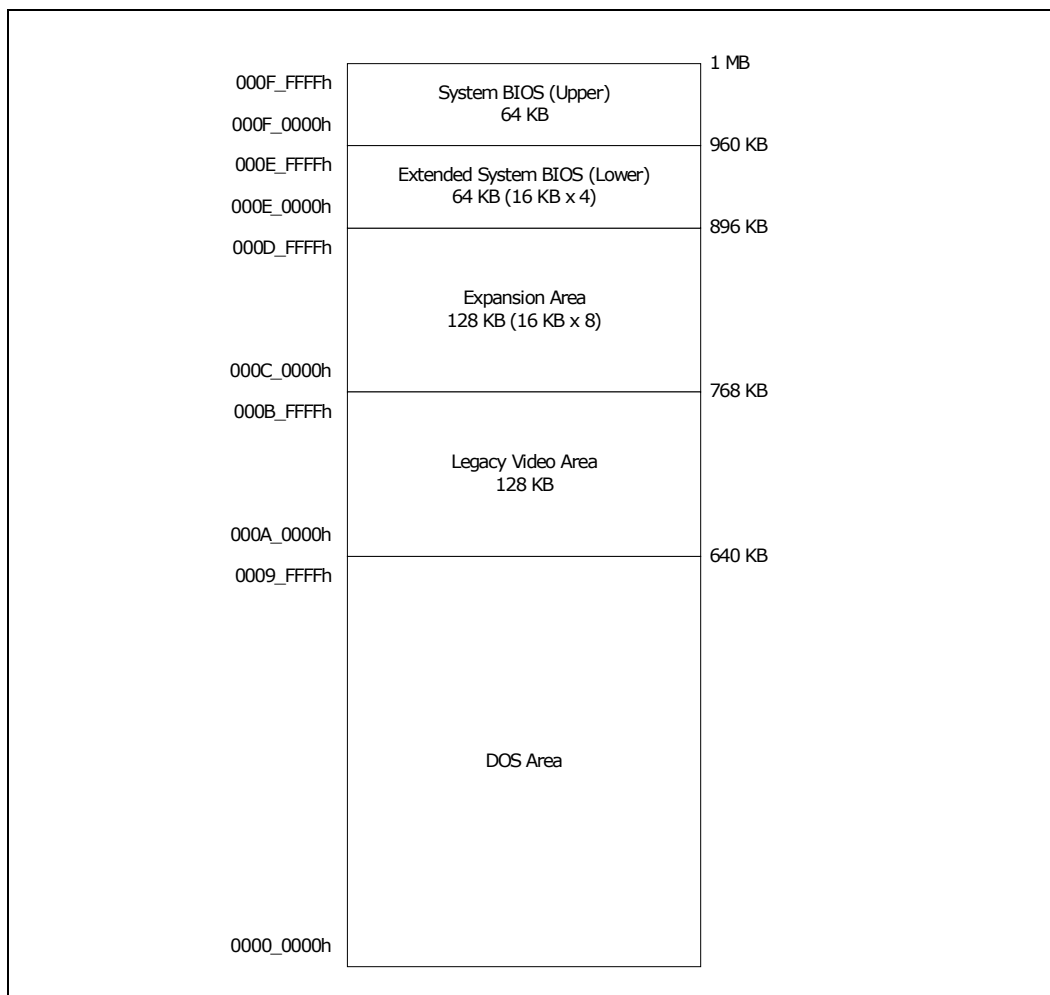 1 MB
000F_FFFFh
System BIOS (Upper)
64 KB
000F_0000h
960 KB
000E_FFFFh
Extended System BIOS (Lower)
64 KB (16 KB x 4)
000E_0000h
896 KB
000D_FFFFh
Expansion Area
128 KB (16 KB x 8)
000C_0000h
768 KB
000B_FFFFh
Legacy Video Area
128 KB
000A_0000h
640 KB
0009_FFFFh
DOS Area
0000_0000h